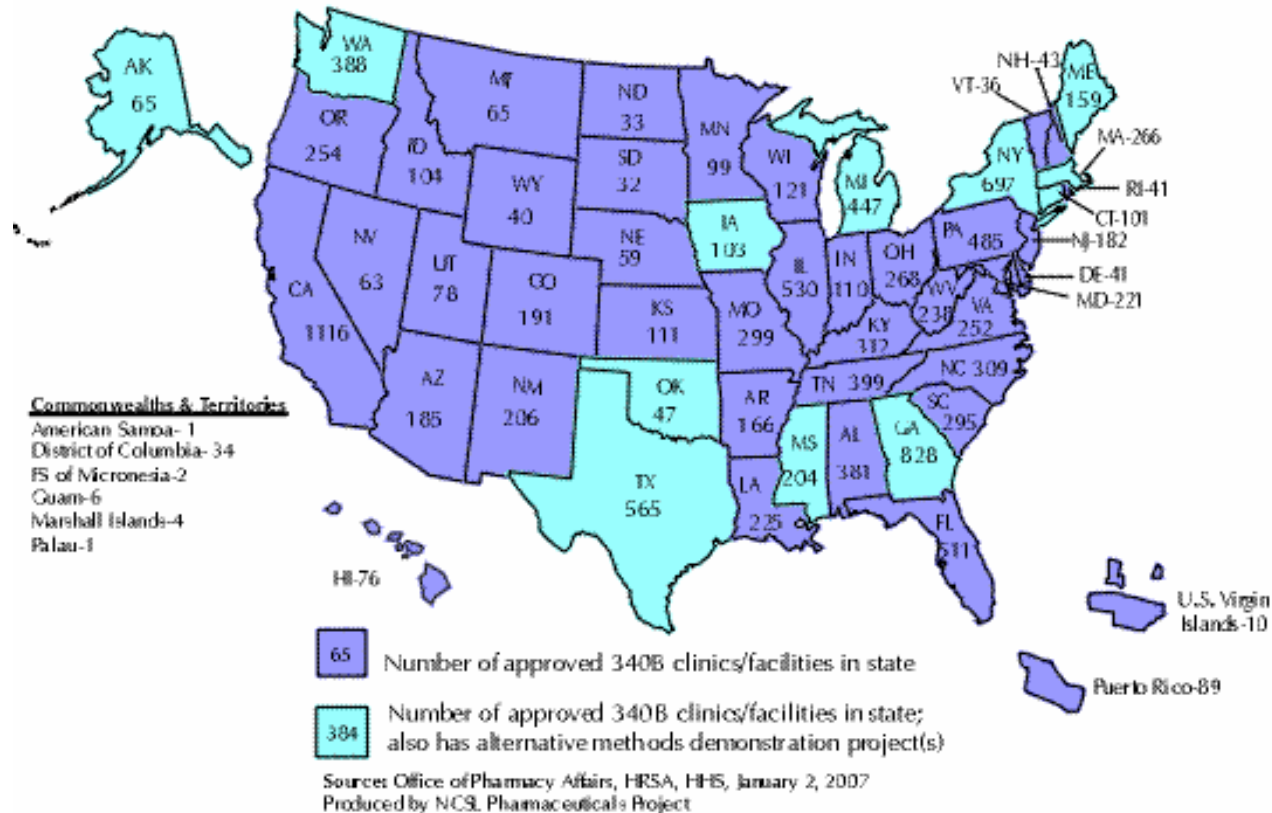 WA
388
AK
65
MT
65
ND
33
MN
99
OR
254
ID
104
SD
32
WI
121
MI
447
NH-43
VT-36
ME
159
MA-266
NY
697
RI-41
CT-101
NJ-182
PA
485
DE-41
MD-221
WY
40
IA
103
NE
59
NV
63
UT
78
CO
191
CA
1116
KS
111
MO
299
IL
530
IN
110
OH
268
WV
238
VA
252
KY
312
NC 309
TN 399
SC
295
AZ
185
NM
206
OK
47
AR
166
MS
204
AL
381
GA
828
TX
565
LA
225
FL
HI-76
Commonwealths & Territories
American Samoa- 1
District of Columbia- 34
FS of Micronesia-2
Guam-6
Marshall Islands-4
Palau-1
U.S. Virgin
Islands-10
Puerto Rico-89
65
Number of approved 340B clinics/facilities in state
384
Number of approved 340B clinics/facilities in state;
also has alternative methods demonstration project(s)
Source: Office of Pharmacy Affairs, HRSA, HHS, January 2, 2007
Produced by NCSL Pharmaceuticals Project